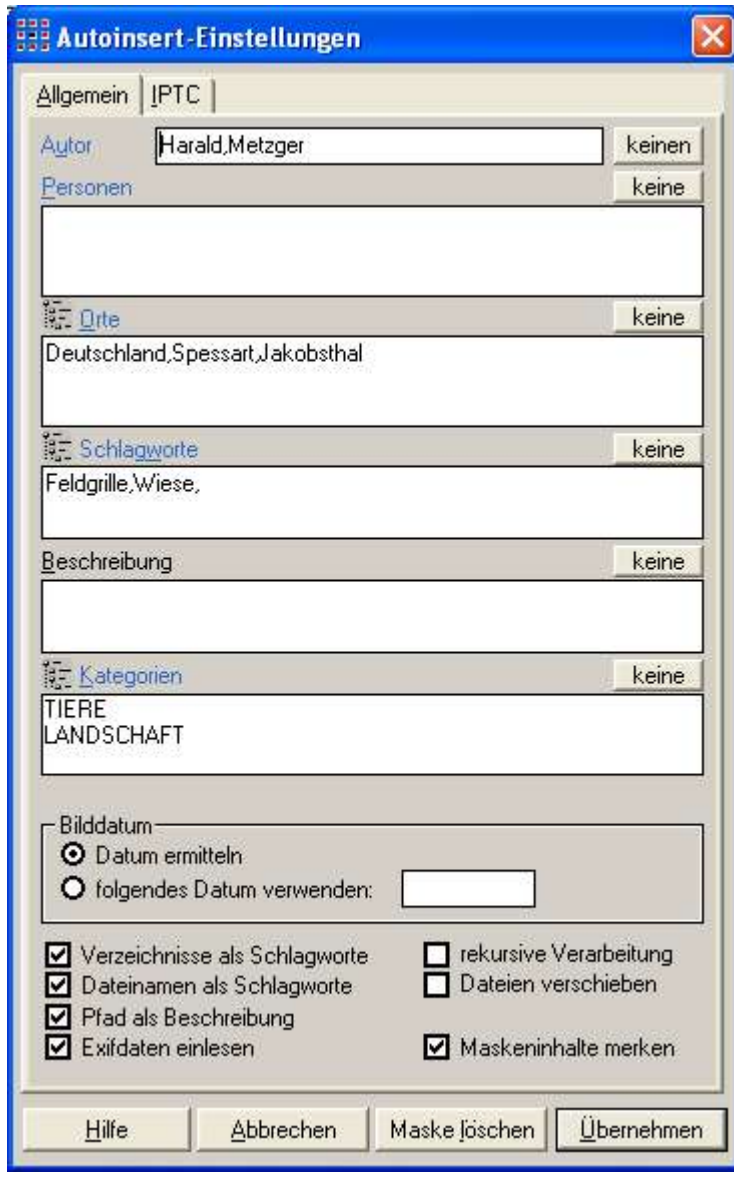 Autoinsert-Einstellungen
Allgemein IPTC
Autor Harald,Metzger keinen
Personen keine
Orte keine
Deutschland,Spessart,Jakobsthal
Schlagworte keine
Feldgrille,Wiese,
Beschreibung keine
Kategorien keine
TIERE
LANDSCHAFT
Bilddatum
Datum ermitteln
folgendes Datum verwenden:
Verzeichnisse als Schlagworte rekursive Verarbeitung
Dateinamen als Schlagworte Dateien verschieben
Pfad als Beschreibung
Exifdaten einlesen Maskeninhalte merken
Hilfe Abbrechen Maske löschen Übernehmen